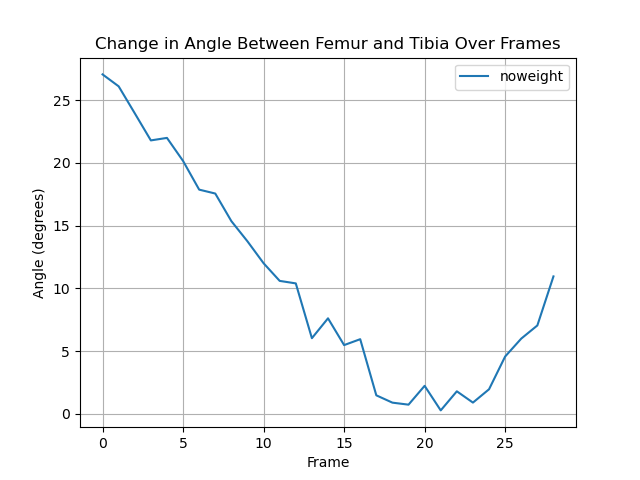 Change in Angle Between Femur and Tibia Over Frames
noweight
Angle (degrees)
25
20
15
10
5
0
0 5 10 15 20 25
Frame